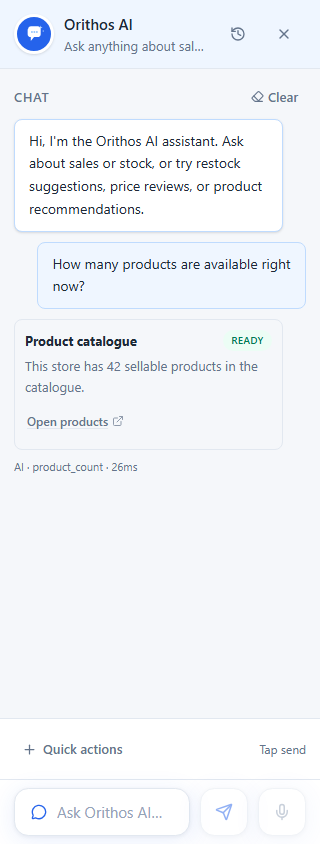 Orithos AI
Ask anything about sal...
CHAT
Clear
Hi, I'm the Orithos AI assistant. Ask
about sales or stock, or try restock
suggestions, price reviews, or product
recommendations.
How many products are available right
now?
Product catalogue
READY
This store has 42 sellable products in the
catalogue.
Open products
AI · product_count · 26ms
Quick actions
Tap send
Ask Orithos AI...